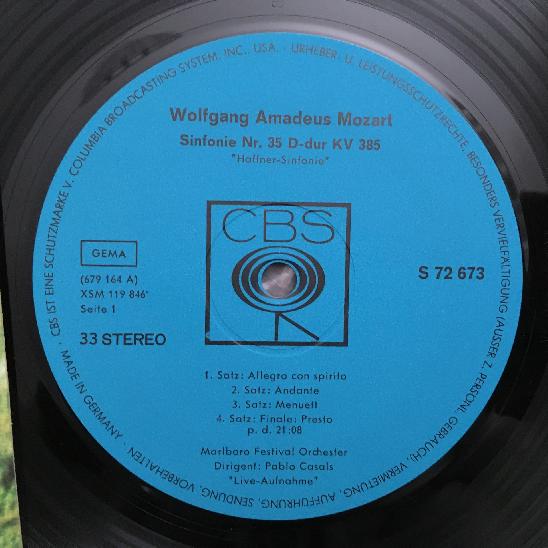 · CBS IST EINE SCHUTZMARKE V. COLUMBIA BROADCASTING SYSTEM, INC., USA. · URHEBER. U. LEISTUNGSSCHUTZRECHTE, BESONDERS VERVIELFÄLTIGUNG (AUSSER Z. PERSÖNL. GEBRAUCH), VERMIETUNG, AUFFÜHRUNG, SENDUNG, VORBEHALTEN · MADE IN GERMANY ·
Wolfgang Amadeus Mozart
Sinfonie Nr. 35 D-dur KV 385
"Haffner-Sinfonie"
CBS
GEMA
(679 164 A)
XSM 119 846
Seite 1
33 STEREO
S 72 673
1. Satz: Allegro con spirito
2. Satz: Andante
3. Satz: Menuett
4. Satz: Finale: Presto
p. d. 21:08
Marlboro Festival Orchester
Dirigent: Pablo Casals
"Live-Aufnahme"